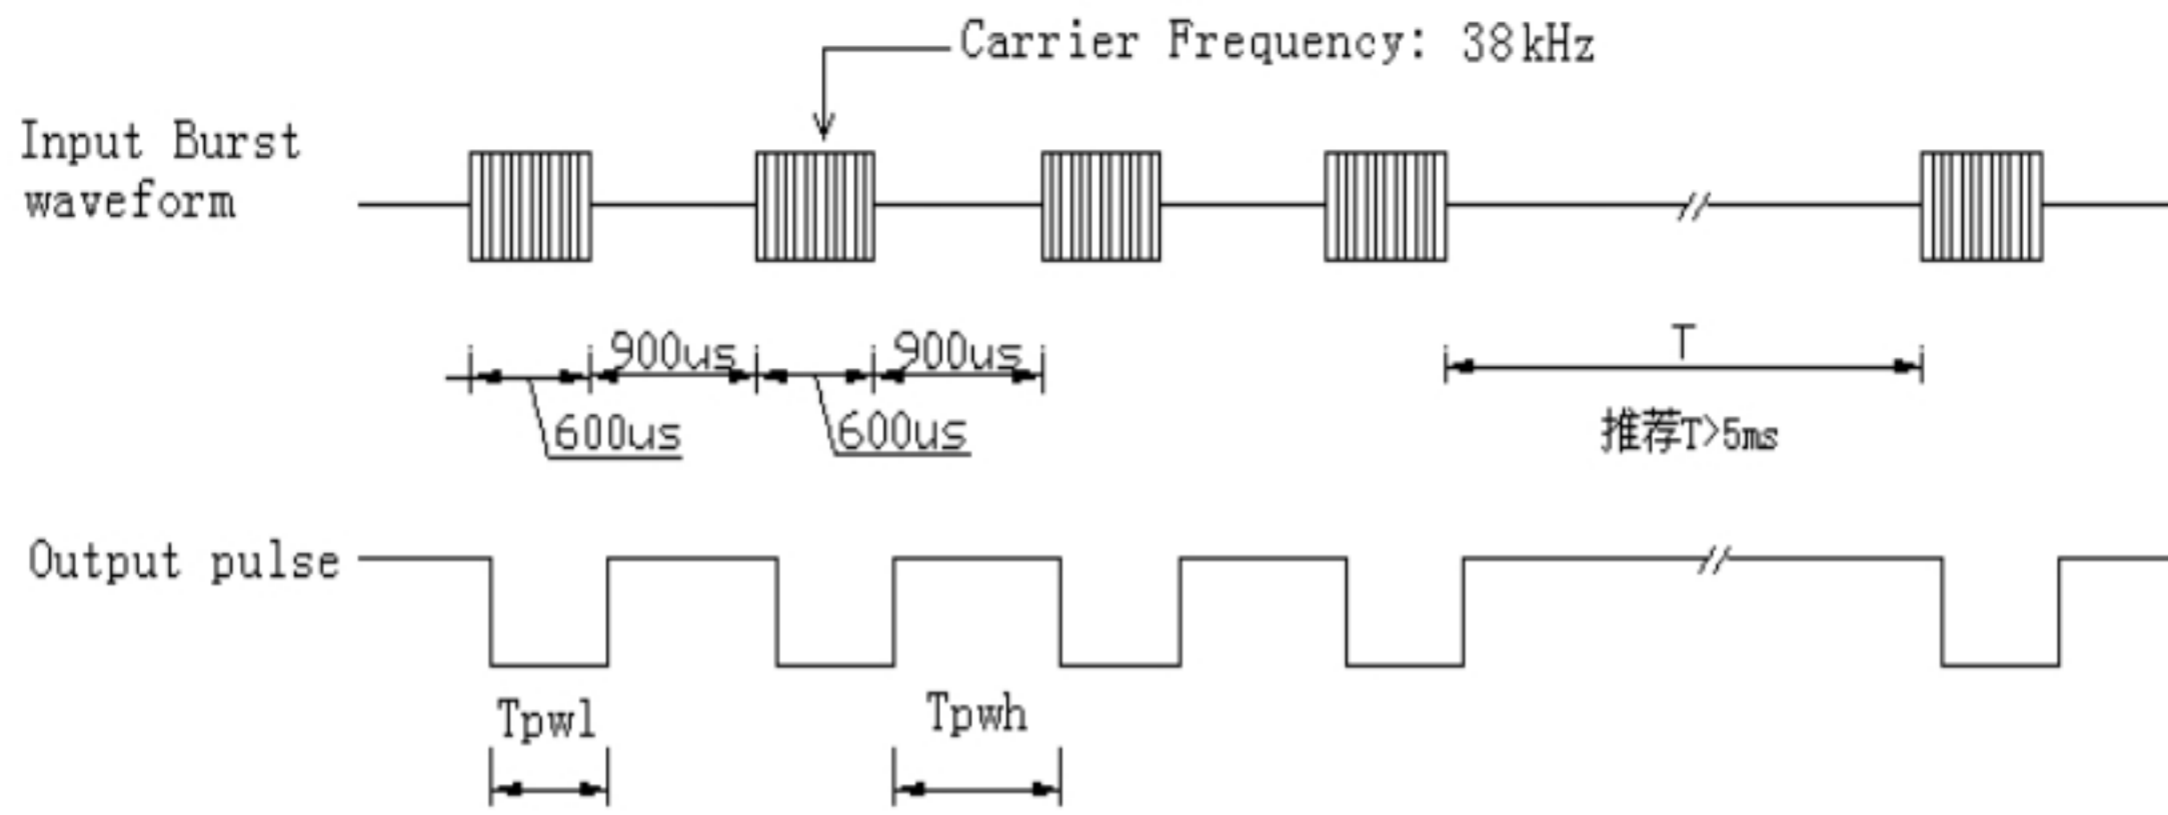 Carrier Frequency: 38kHz
Input Burst
waveform
900us
900us
T
600us
600us
推荐T>5ms
Output pulse
Tpwl
Tpwh